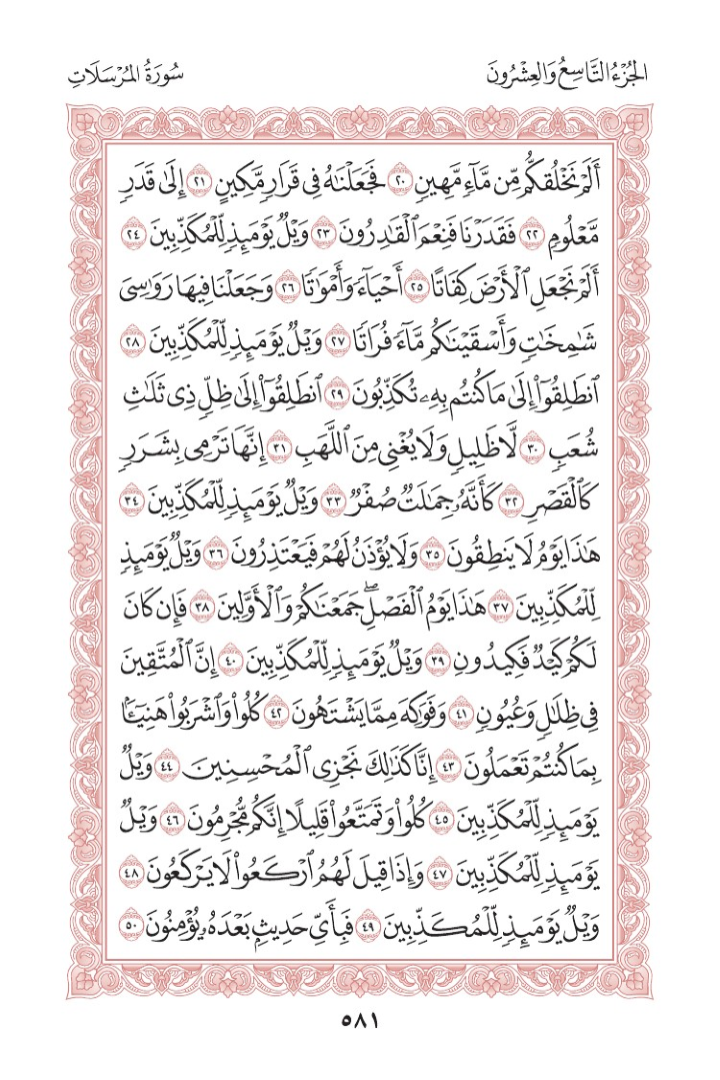 الجُزْءُ التَّاسِعُ وَالعِشْرُونَ
سُورَةُ المُرْسَلَاتِ
أَلَمْ نَخْلُقكُّم مِّن مَّآءٖ مَّهِينٖ ٢٠ فَجَعَلْنَٰهُ فِي قَرَارٖ مَّكِينٍ ٢١ إِلَىٰ قَدَرٖ
مَّعْلُومٖ ٢٢ فَقَدَرْنَا فَنِعْمَ ٱلْقَٰدِرُونَ ٢٣ وَيْلٞ يَوْمَئِذٖ لِّلْمُكَذِّبِينَ ٢٤
أَلَمْ نَجْعَلِ ٱلْأَرْضَ كِفَاتًا ٢٥ أَحْيَآءٗ وَأَمْوَٰتٗا ٢٦ وَجَعَلْنَا فِيهَا رَوَٰسِيَ
شَٰمِخَٰتٖ وَأَسْقَيْنَٰكُم مَّآءٗ فُرَاتٗا ٢٧ وَيْلٞ يَوْمَئِذٖ لِّلْمُكَذِّبِينَ ٢٨
ٱنطَلِقُوٓاْ إِلَىٰ مَا كُنتُم بِهِۦ تُكَذِّبُونَ ٢٩ ٱنطَلِقُوٓاْ إِلَىٰ ظِلّٖ ذِي ثَلَٰثِ
شُعَبٖ ٣٠ لَّا ظَلِيلٖ وَلَا يُغْنِي مِنَ ٱللَّهَبِ ٣١ إِنَّهَا تَرْمِي بِشَرَرٖ
كَٱلْقَصْرِ ٣٢ كَأَنَّهُۥ جِمَٰلَتٞ صُفْرٞ ٣٣ وَيْلٞ يَوْمَئِذٖ لِّلْمُكَذِّبِينَ ٣٤
هَٰذَا يَوْمُ لَا يَنطِقُونَ ٣٥ وَلَا يُؤْذَنُ لَهُمْ فَيَعْتَذِرُونَ ٣٦ وَيْلٞ يَوْمَئِذٖ
لِّلْمُكَذِّبِينَ ٣٧ هَٰذَا يَوْمُ ٱلْفَصْلِۖ جَمَعْنَٰكُمْ وَٱلْأَوَّلِينَ ٣٨ فَإِن كَانَ
لَكُمْ كَيْدٞ فَكِيدُونِ ٣٩ وَيْلٞ يَوْمَئِذٖ لِّلْمُكَذِّبِينَ ٤٠ إِنَّ ٱلْمُتَّقِينَ
فِي ظِلَٰلٖ وَعُيُونٖ ٤١ وَفَوَٰكِهَ مِمَّا يَشْتَهُونَ ٤٢ كُلُواْ وَٱشْرَبُواْ هَنِيٓـَٔۢا
بِمَا كُنتُمْ تَعْمَلُونَ ٤٣ إِنَّا كَذَٰلِكَ نَجْزِي ٱلْمُحْسِنِينَ ٤٤ وَيْلٞ
يَوْمَئِذٖ لِّلْمُكَذِّبِينَ ٤٥ كُلُواْ وَتَمَتَّعُواْ قَلِيلًا إِنَّكُم مُّجْرِمُونَ ٤٦ وَيْلٞ
يَوْمَئِذٖ لِّلْمُكَذِّبِينَ ٤٧ وَإِذَا قِيلَ لَهُمُ ٱرْكَعُواْ لَا يَرْكَعُونَ ٤٨
وَيْلٞ يَوْمَئِذٖ لِّلْمُكَذِّبِينَ ٤٩ فَبِأَيِّ حَدِيثِۭ بَعْدَهُۥ يُؤْمِنُونَ ٥٠
٥٨١